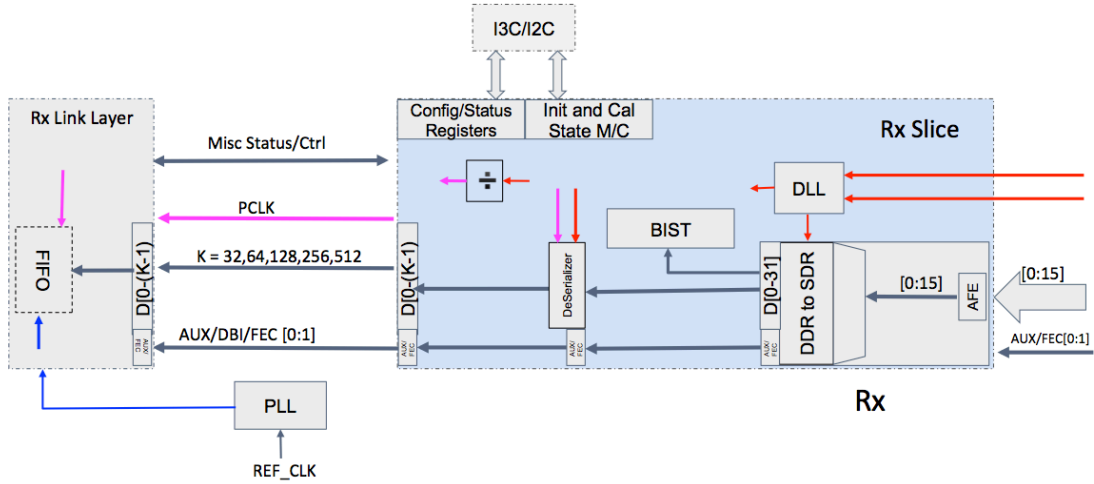 I3C/I2C
Rx Link Layer
Config/Status
Registers
Init and Cal
State M/C
Rx Slice
Misc Status/Ctrl
÷
DLL
PCLK
BIST
FIFO
D[0-(K-1)
K = 32,64,128,256,512
D[0-(K-1)
DeSerializer
D[0-31]
DDR to SDR
[0:15]
AFE
[0:15]
AUX/
FEC
AUX/DBI/FEC [0:1]
AUX/
FEC
AUX/
FEC
AUX/
FEC
AUX/FEC[0:1]
PLL
Rx
REF_CLK